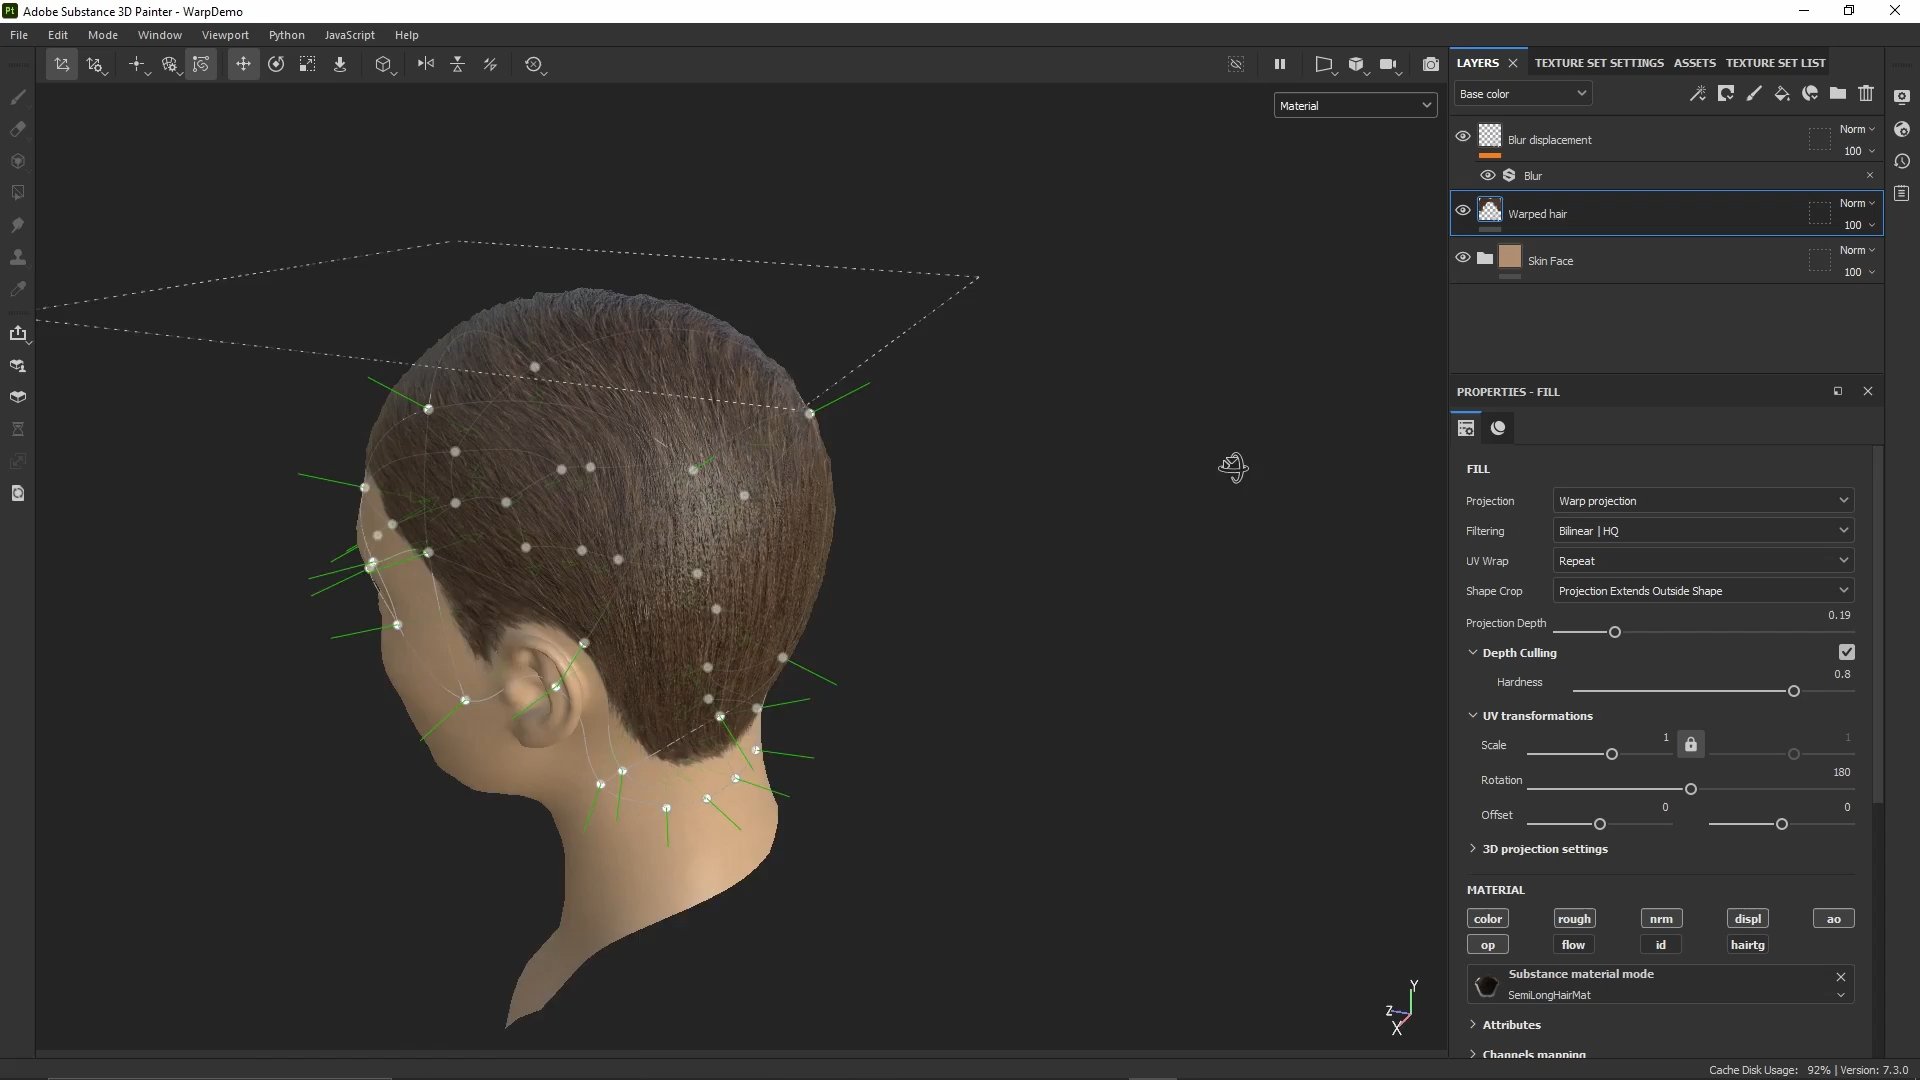 Pt Adobe Substance 3D Painter - WarpDemo
File Edit Mode Window Viewport Python JavaScript Help
LAYERS TEXTURE SET SETTINGS ASSETS TEXTURE SET LIST
Base color
Material
Blur displacement Norm
100
Blur
Warped hair Norm
100
Skin Face Norm
100
PROPERTIES - FILL
FILL
Projection Warp projection
Filtering Bilinear | HQ
UV Wrap Repeat
Shape Crop Projection Extends Outside Shape
Projection Depth 0.19
Depth Culling
Hardness 0.8
UV transformations
Scale 1 1
Rotation 180
Offset 0 0
3D projection settings
MATERIAL
color rough nrm displ ao
op flow id hairtg
Substance material mode
SemiLongHairMat
Attributes
Channels mapping
Y
Z
X
Cache Disk Usage: 92% | Version: 7.3.0